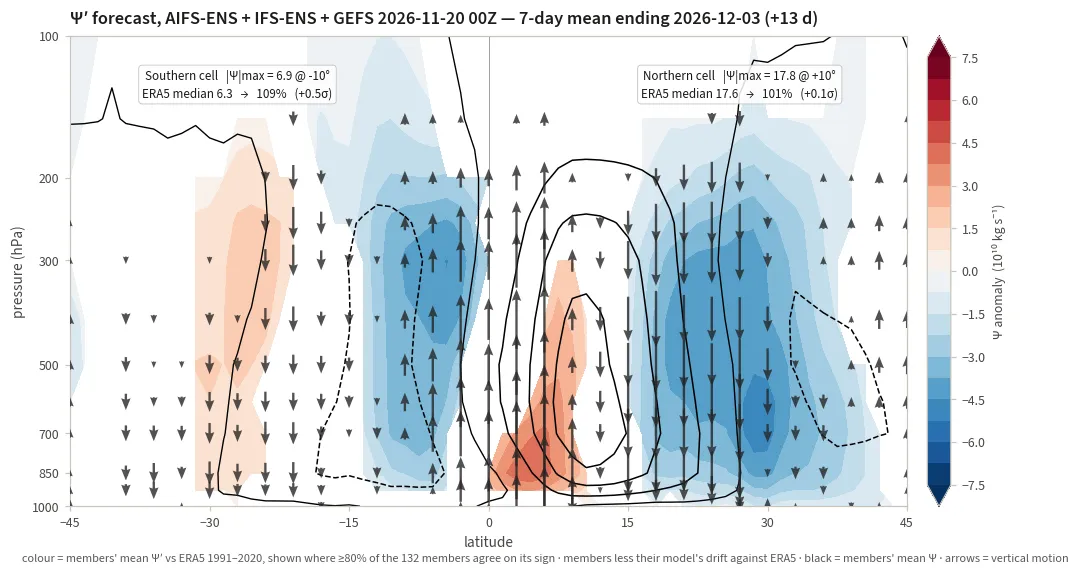 Ψ′ forecast, AIFS-ENS + IFS-ENS + GEFS 2026-11-20 00Z — 7-day mean ending 2026-12-03 (+13 d)
Southern cell |Ψ|max = 6.9 @ -10°
ERA5 median 6.3 → 109% (+0.5σ)
Northern cell |Ψ|max = 17.8 @ +10°
ERA5 median 17.6 → 101% (+0.1σ)
pressure (hPa)
100
200
300
400
500
700
850
1000
−45
−30
−15
0
15
30
45
latitude
7.5
6.0
4.5
3.0
1.5
0.0
−1.5
−3.0
−4.5
−6.0
−7.5
Ψ anomaly (10¹⁰ kg s⁻¹)
colour = members' mean Ψ′ vs ERA5 1991–2020, shown where ≥80% of the 132 members agree on its sign · members less their model's drift against ERA5 · black = members' mean Ψ · arrows = vertical motion